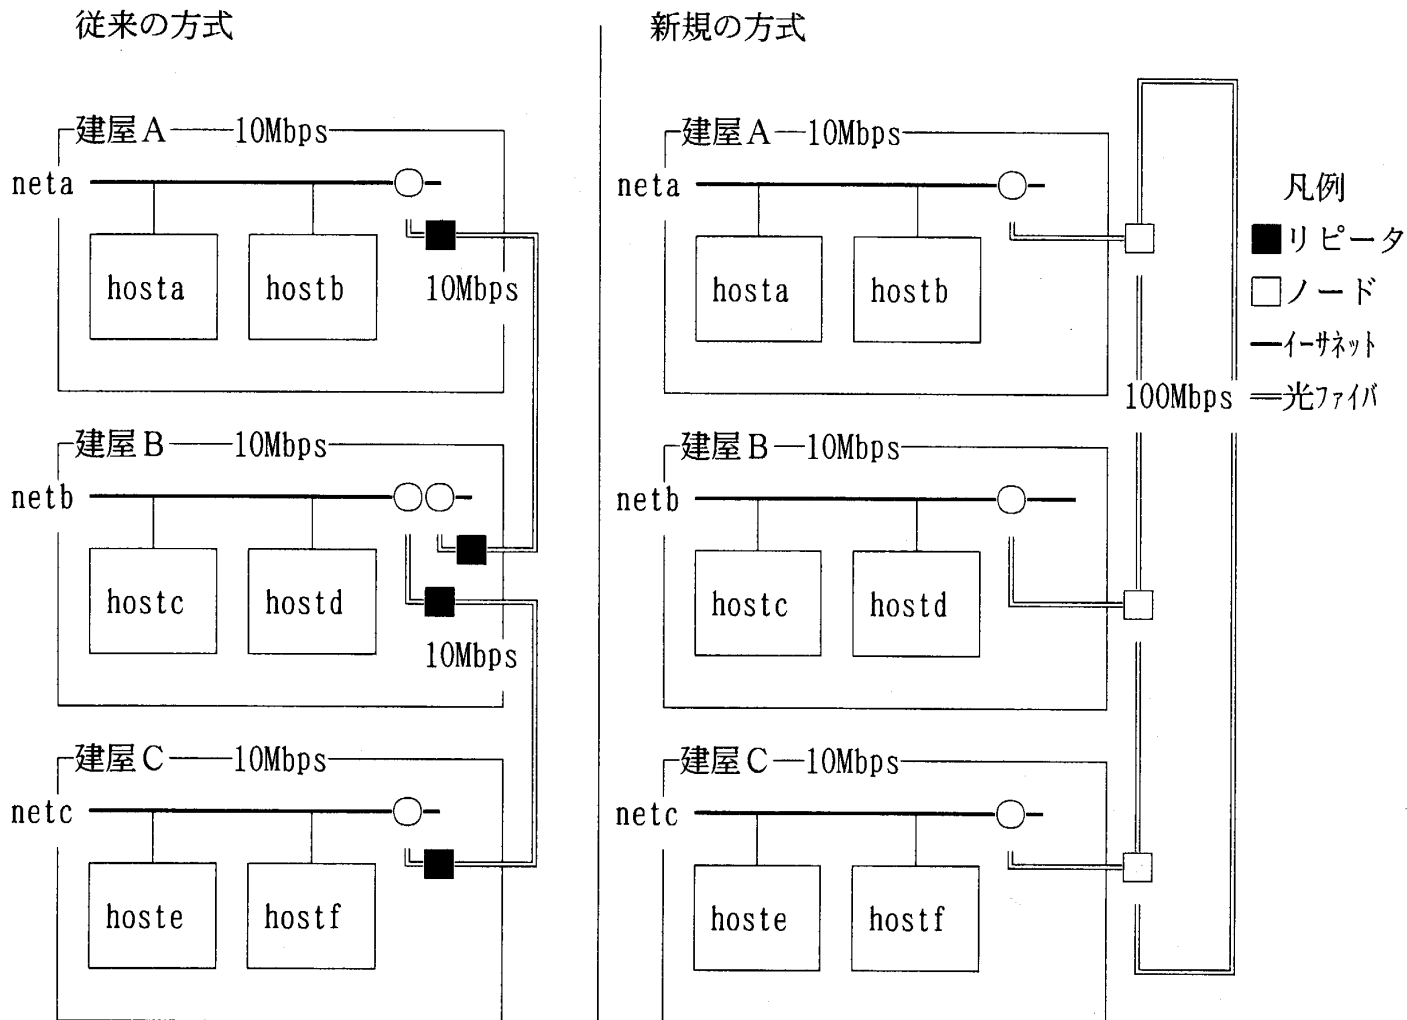 従来の方式
建屋A 10Mbps
neta
hosta
hostb
10Mbps
建屋B 10Mbps
netb
hostc
hostd
10Mbps
建屋C 10Mbps
netc
hoste
hostf
新規の方式
建屋A 10Mbps
neta
hosta
hostb
100Mbps
建屋B 10Mbps
netb
hostc
hostd
建屋C 10Mbps
netc
hoste
hostf
凡例
リピータ
ノード
イーサネット
光ファイバ